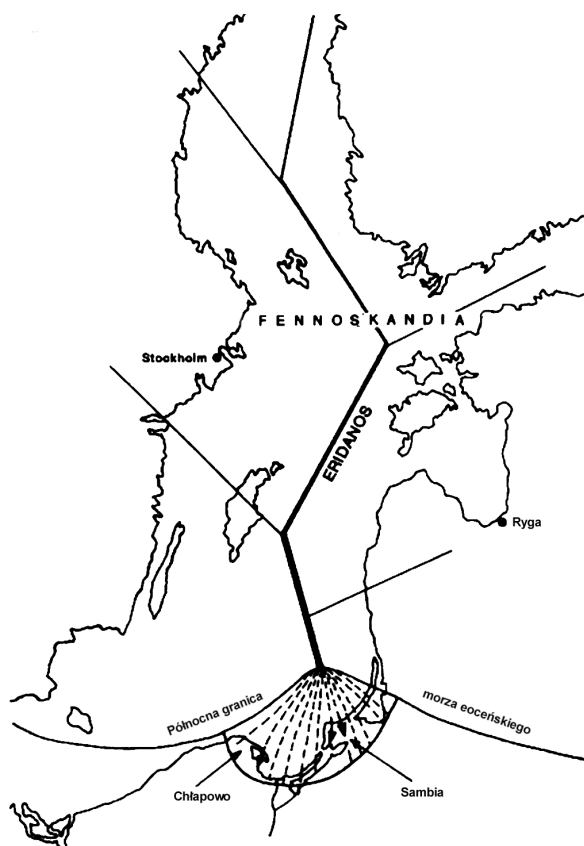 FENNOSKANDIA
Stockholm
ERIDANOS
Ryga
Północna granica
morza eoceńskiego
Chłapowo
Sambia